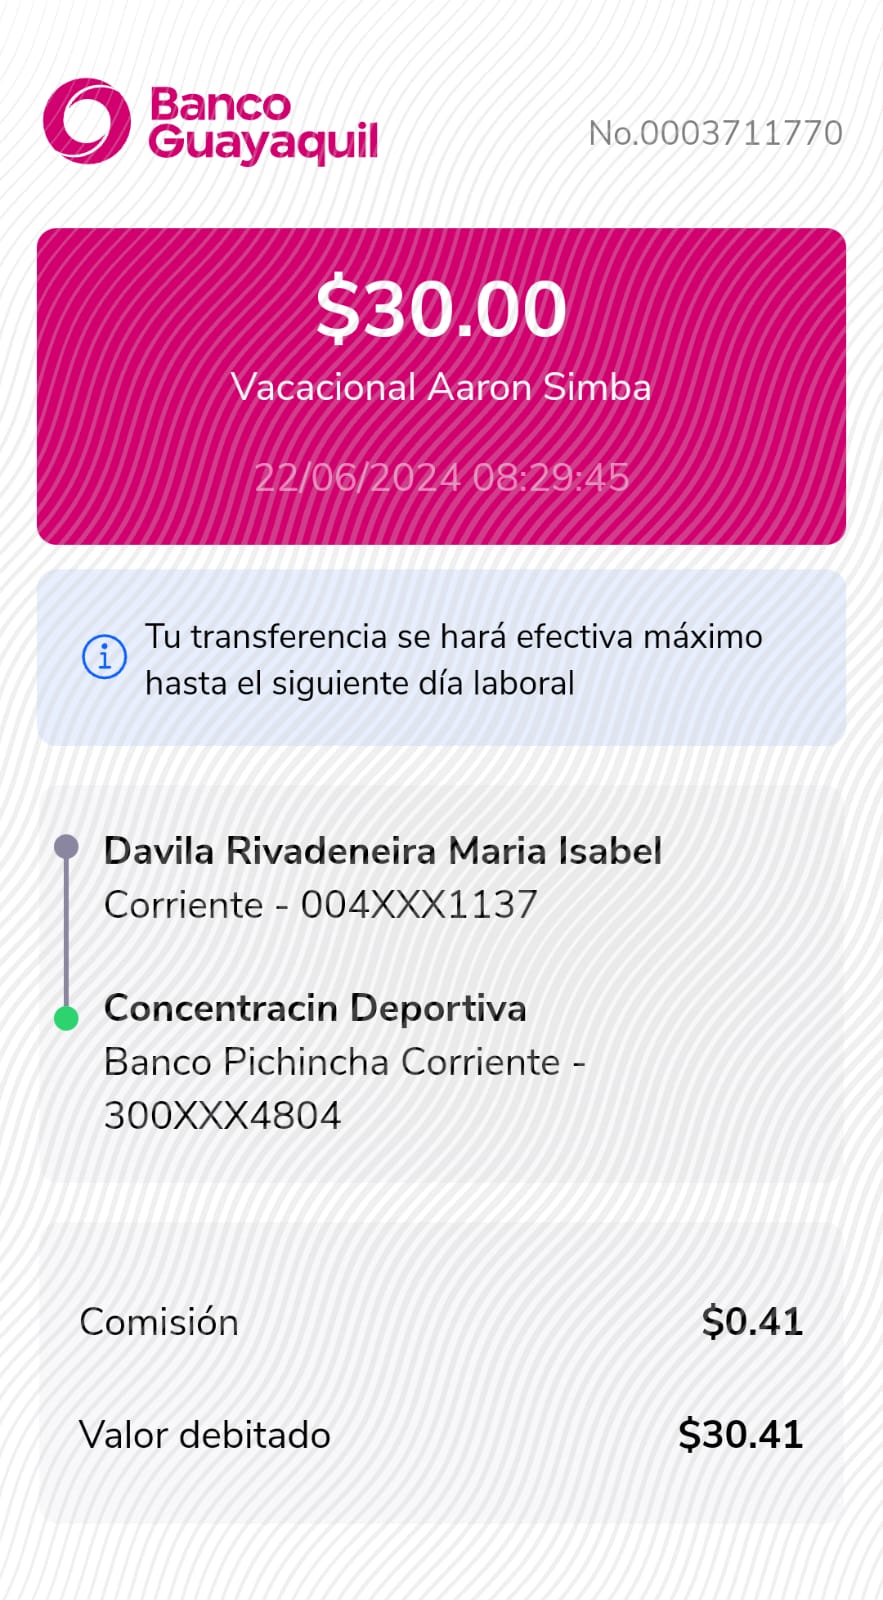 Banco
Guayaquil
No.0003711770
$30.00
Vacacional Aaron Simba
22/06/2024 08:29:45
Tu transferencia se hará efectiva máximo
hasta el siguiente día laboral
Davila Rivadeneira Maria Isabel
Corriente - 004XXX1137
Concentracin Deportiva
Banco Pichincha Corriente -
300XXX4804
Comisión $0.41
Valor debitado $30.41